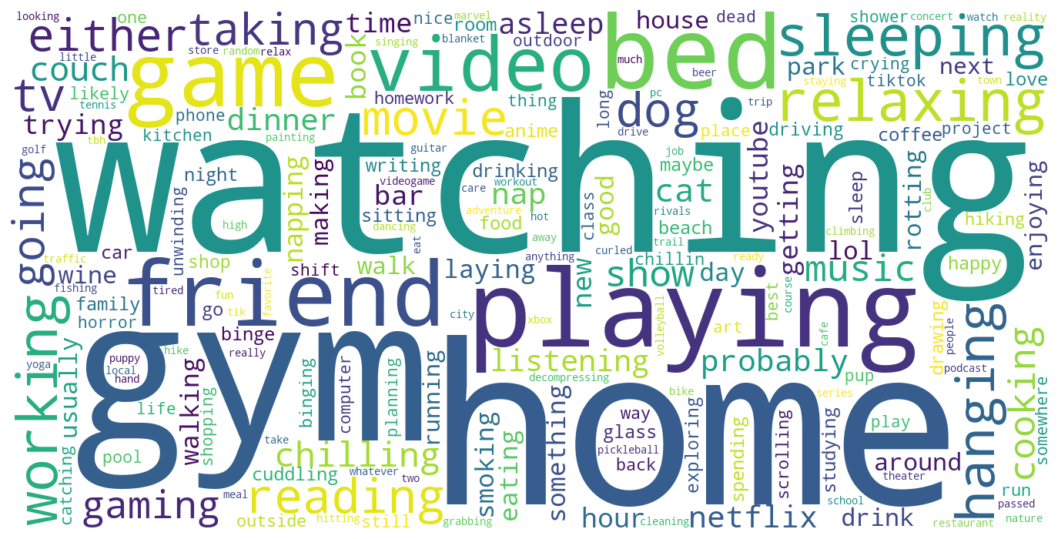 looking
either
taking
time
nice
one
room
asleep
house
dead
shower
concert
watch
reality
marvel
little
store
random
relax
singing
blanket
outdoor
much
beer
park
crying
next
sleeping
couch
game
video
bed
tiktok
love
book
tv
likely
phone
homework
thing
long
dog
pc
trip
staying
town
tennis
trying
dinner
movie
anime
drive
place
relaxing
kitchen
painting
guitar
driving
coffee
project
tbh
golf
watching
writing
drinking
job
maybe
youtube
night
napping
making
videogame
bar
care
workout
nap
good
cat
sleep
rotting
club
enjoying
going
unwinding
sitting
adventure
food
hot
class
rivals
beach
getting
climbing
hiking
high
dancing
eat
away
anything
trail
car
shop
walk
curled
chillin
lol
ready
happy
traffic
wine
shift
laying
new
show
day
music
fishing
tired
friend
family
horror
fun
favorite
go
city
best
course
working
tik
playing
xbox
art
cafe
drawing
people
binge
really
volleyball
hanging
yoga
puppy
hike
listening
probably
podcast
local
hand
gym
home
decompressing
pup
cooking
usually
walking
binging
computer
planning
running
bike
series
life
shopping
way
glass
play
somewhere
catching
pool
take
chilling
smoking
eating
something
pickleball
back
exploring
spending
scrolling
studying
around
cuddling
whatever
two
theater
run
passed
gaming
meal
reading
outside
still
hitting
grabbing
hour
cleaning
netflix
school
drink
restaurant
nature